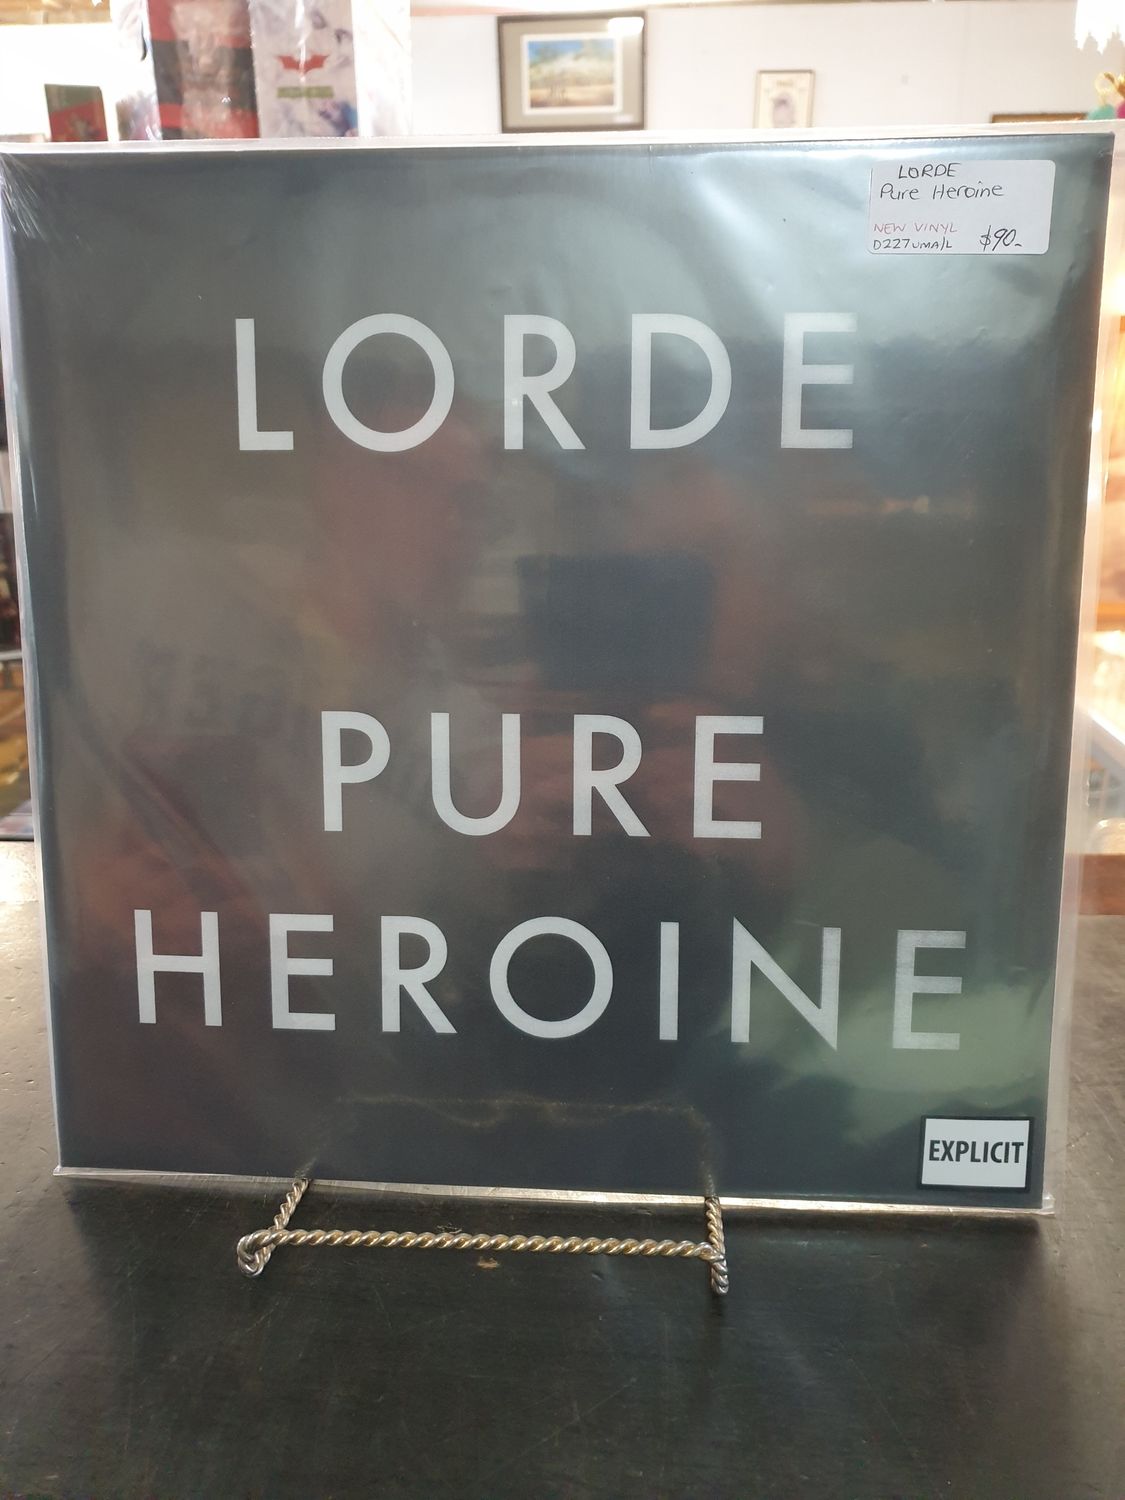 LORDE
Pure Heroine
NEW VINYL
D227UMA/L $90-
LORDE
PURE
HEROINE
EXPLICIT